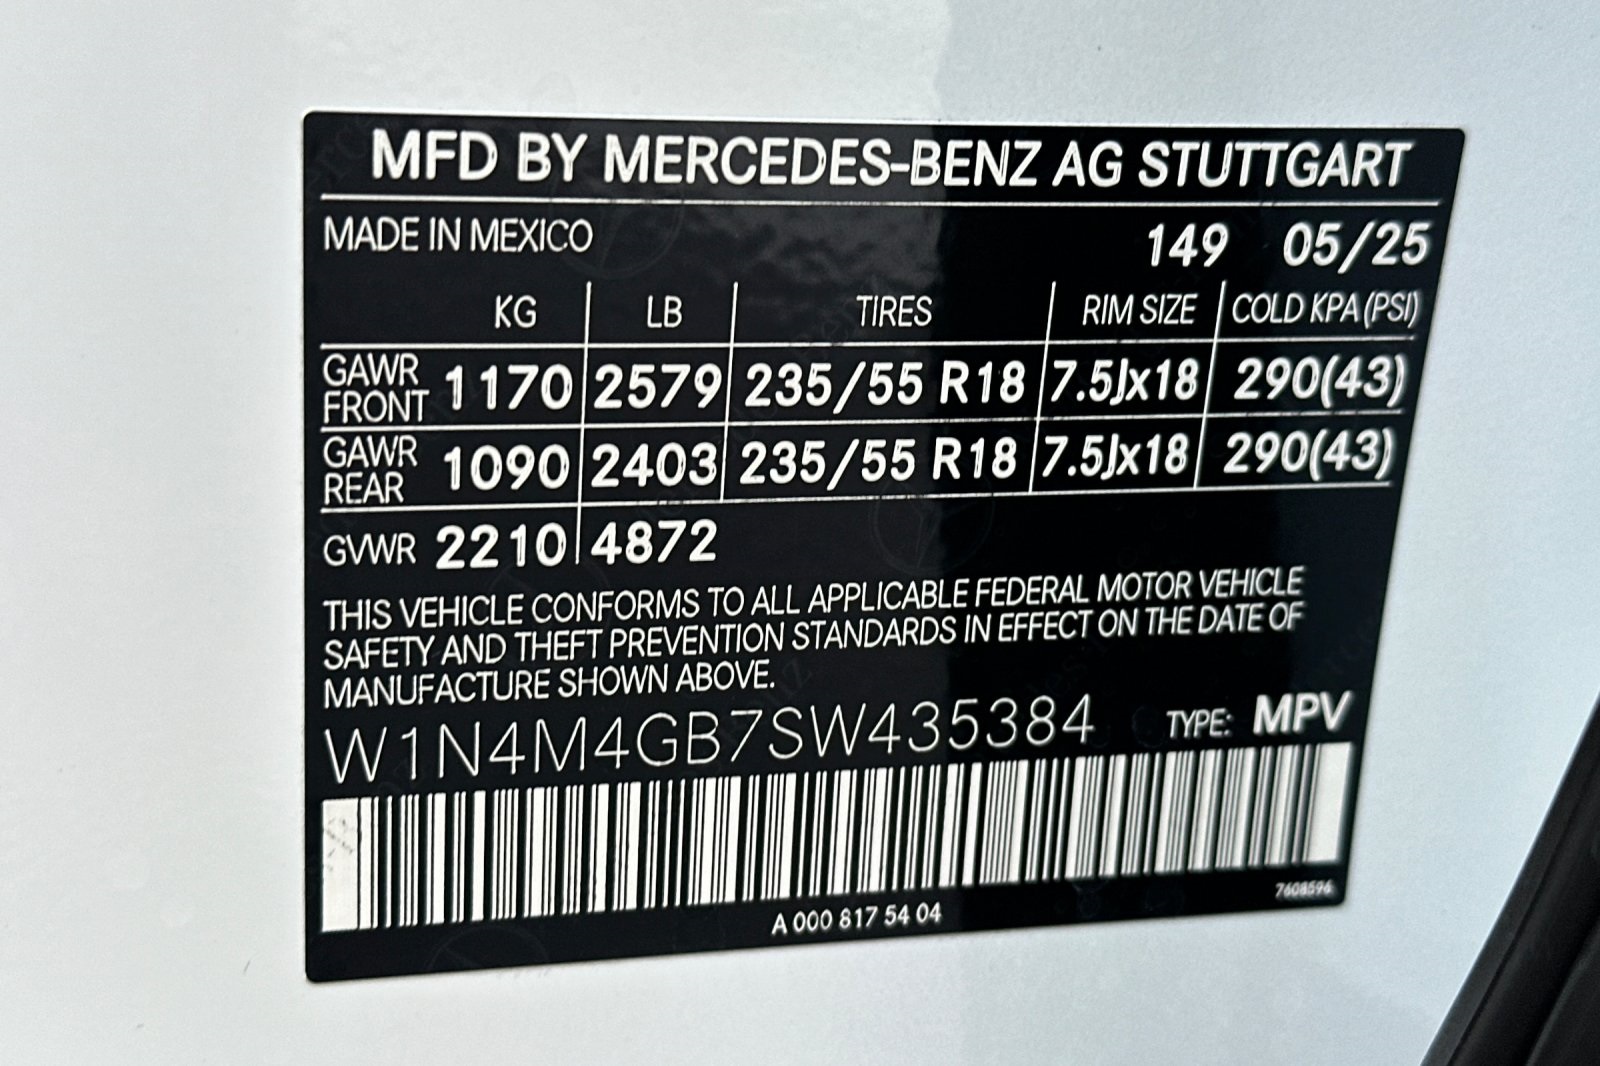 MFD BY MERCEDES-BENZ AG STUTTGART
MADE IN MEXICO 149 05/25
KG LB TIRES RIM SIZE COLD KPA (PSI)
GAWR FRONT 1170 2579 235/55 R18 7.5Jx18 290(43)
GAWR REAR 1090 2403 235/55 R18 7.5Jx18 290(43)
GVWR 2210 4872
THIS VEHICLE CONFORMS TO ALL APPLICABLE FEDERAL MOTOR VEHICLE
SAFETY AND THEFT PREVENTION STANDARDS IN EFFECT ON THE DATE OF
MANUFACTURE SHOWN ABOVE.
W1N4M4GB7SW435384 TYPE: MPV
A 000 817 54 04
7608596